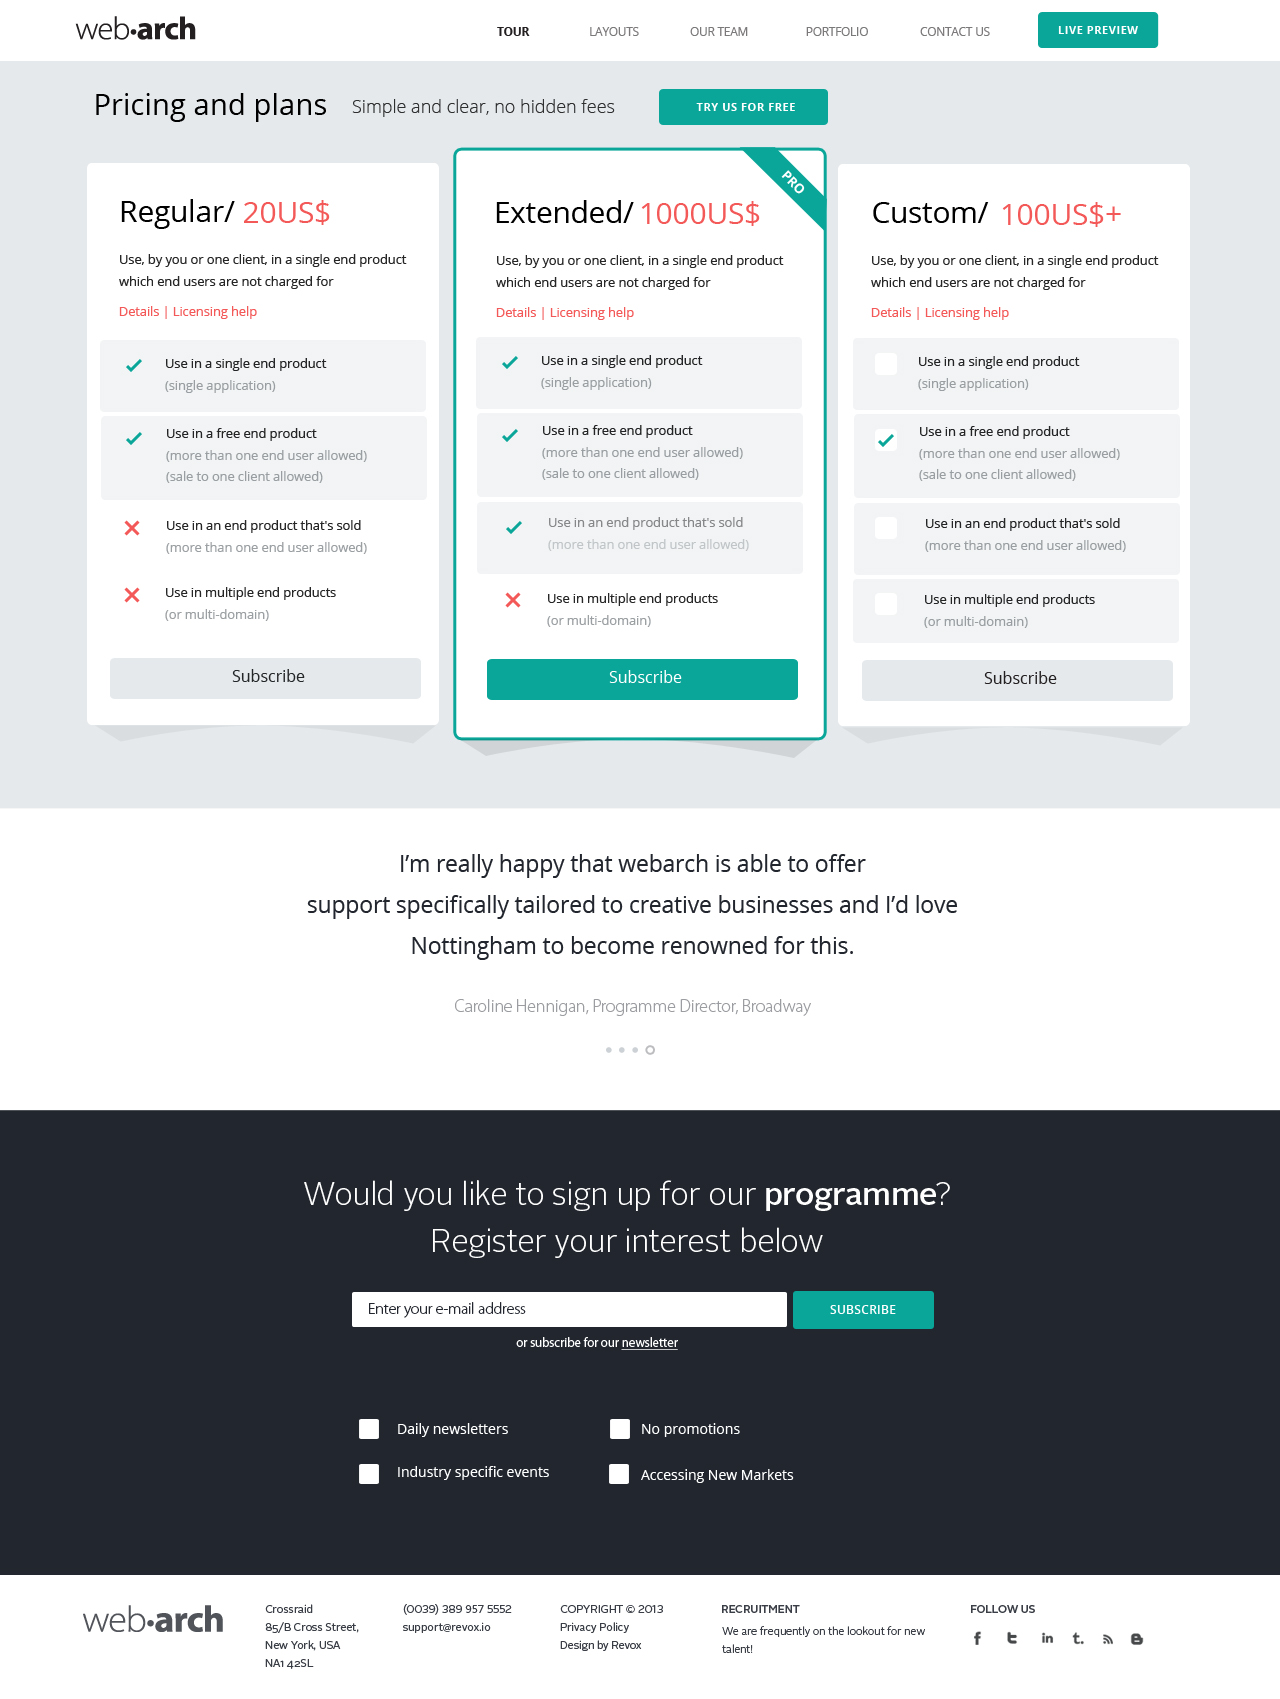 web·arch
TOUR
LAYOUTS
OUR TEAM
PORTFOLIO
CONTACT US
LIVE PREVIEW
Pricing and plans
Simple and clear, no hidden fees
TRY US FOR FREE
Regular/ 20US$
Use, by you or one client, in a single end product
which end users are not charged for
Details | Licensing help
Use in a single end product
(single application)
Use in a free end product
(more than one end user allowed)
(sale to one client allowed)
Use in an end product that's sold
(more than one end user allowed)
Use in multiple end products
(or multi-domain)
Subscribe
PRO
Extended/ 1000US$
Use, by you or one client, in a single end product
which end users are not charged for
Details | Licensing help
Use in a single end product
(single application)
Use in a free end product
(more than one end user allowed)
(sale to one client allowed)
Use in an end product that's sold
(more than one end user allowed)
Use in multiple end products
(or multi-domain)
Subscribe
Custom/ 100US$+
Use, by you or one client, in a single end product
which end users are not charged for
Details | Licensing help
Use in a single end product
(single application)
Use in a free end product
(more than one end user allowed)
(sale to one client allowed)
Use in an end product that's sold
(more than one end user allowed)
Use in multiple end products
(or multi-domain)
Subscribe
I’m really happy that webarch is able to offer
support specifically tailored to creative businesses and I’d love
Nottingham to become renowned for this.
Caroline Hennigan, Programme Director, Broadway
Would you like to sign up for our programme?
Register your interest below
Enter your e-mail address
SUBSCRIBE
or subscribe for our newsletter
Daily newsletters
No promotions
Industry specific events
Accessing New Markets
web·arch
Crossraid
85/B Cross Street,
New York, USA
NA1 42SL
(0039) 389 957 5552
support@revox.io
COPYRIGHT © 2013
Privacy Policy
Design by Revox
RECRUITMENT
We are frequently on the lookout for new
talent!
FOLLOW US